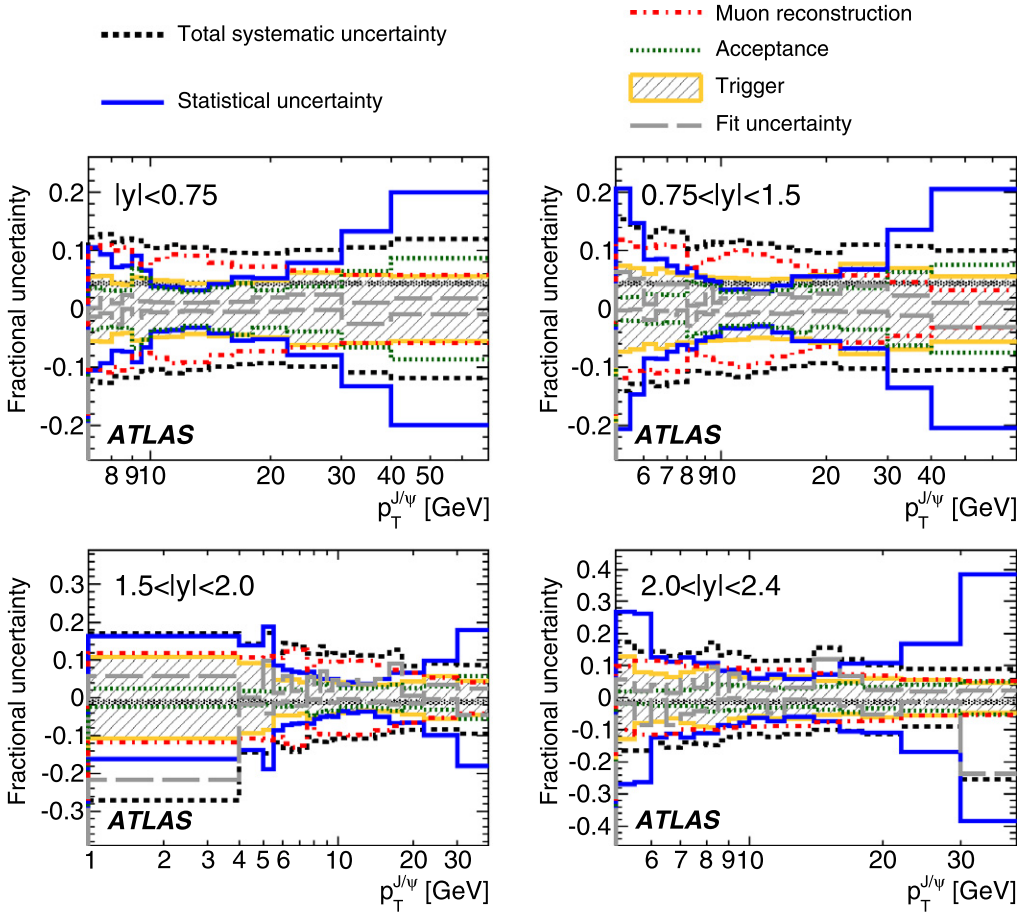 Total systematic uncertainty
Statistical uncertainty
Muon reconstruction
Acceptance
Trigger
Fit uncertainty
Fractional uncertainty
0.2
0.1
0
-0.1
-0.2
|y|<0.75
ATLAS
8 9 10 20 30 40 50
p_T^{J/ψ} [GeV]
Fractional uncertainty
0.2
0.1
0
-0.1
-0.2
0.75<|y|<1.5
ATLAS
6 7 8 9 10 20 30 40
p_T^{J/ψ} [GeV]
Fractional uncertainty
0.3
0.2
0.1
0
-0.1
-0.2
-0.3
1.5<|y|<2.0
ATLAS
1 2 3 4 5 6 10 20 30
p_T^{J/ψ} [GeV]
Fractional uncertainty
0.4
0.3
0.2
0.1
0
-0.1
-0.2
-0.3
-0.4
2.0<|y|<2.4
ATLAS
6 7 8 9 10 20 30
p_T^{J/ψ} [GeV]